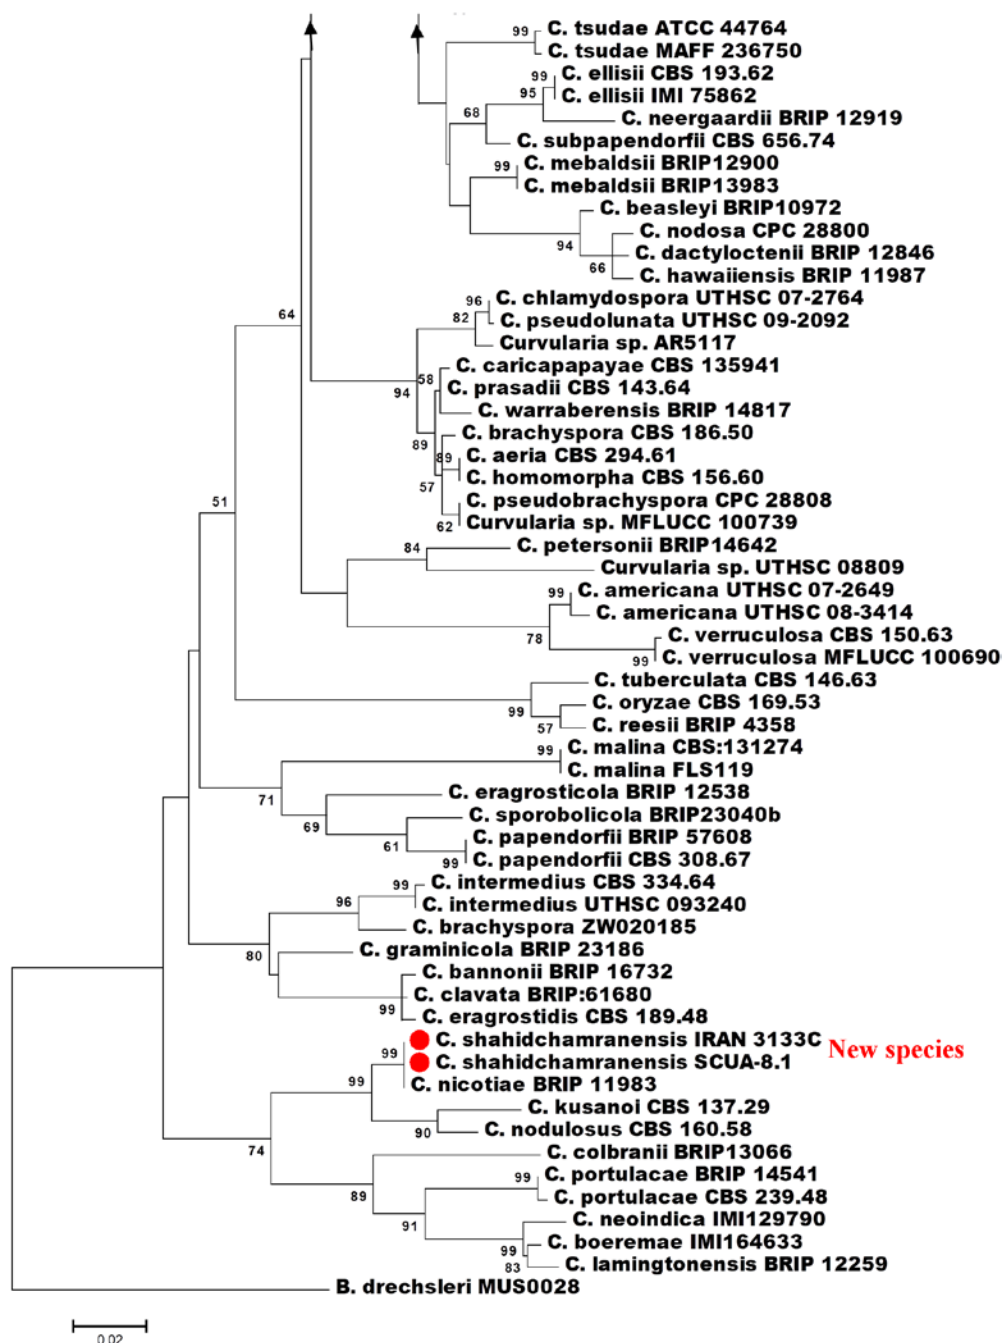 99
C. tsudae ATCC 44764
C. tsudae MAFF 236750
99
C. ellisii CBS 193.62
95
C. ellisii IMI 75862
C. neergaardii BRIP 12919
68
C. subpapendorfii CBS 656.74
C. mebaldsii BRIP12900
99
C. mebaldsii BRIP13983
C. beasleyi BRIP10972
C. nodosa CPC 28800
94
C. dactyloctenii BRIP 12846
66
C. hawaiiensis BRIP 11987
96
C. chlamydospora UTHSC 07-2764
64
82
C. pseudolunata UTHSC 09-2092
Curvularia sp. AR5117
C. caricapapayae CBS 135941
58
94
C. prasadii CBS 143.64
C. warraberensis BRIP 14817
C. brachyspora CBS 186.50
89
C. aeria CBS 294.61
89
C. homomorpha CBS 156.60
57
51
C. pseudobrachyspora CPC 28808
Curvularia sp. MFLUCC 100739
62
C. petersonii BRIP14642
84
Curvularia sp. UTHSC 08809
C. americana UTHSC 07-2649
99
C. americana UTHSC 08-3414
78
C. verruculosa CBS 150.63
C. verruculosa MFLUCC 100690
99
C. tuberculata CBS 146.63
C. oryzae CBS 169.53
99
C. reesii BRIP 4358
57
C. malina CBS:131274
99
C. malina FLS119
C. eragrosticola BRIP 12538
71
C. sporobolicola BRIP23040b
69
C. papendorfii BRIP 57608
61
C. papendorfii CBS 308.67
99
C. intermedius CBS 334.64
99
C. intermedius UTHSC 093240
96
C. brachyspora ZW020185
C. graminicola BRIP 23186
80
C. bannonii BRIP 16732
C. clavata BRIP:61680
99
C. eragrostidis CBS 189.48
C. shahidchamranensis IRAN 3133C
New species
99
C. shahidchamranensis SCUA-8.1
C. nicotiae BRIP 11983
99
C. kusanoi CBS 137.29
C. nodulosus CBS 160.58
90
74
C. colbranii BRIP13066
C. portulacae BRIP 14541
99
C. portulacae CBS 239.48
89
C. neoindica IMI129790
91
C. boeremae IMI164633
99
C. lamingtonensis BRIP 12259
83
B. drechsleri MUS0028
0.02